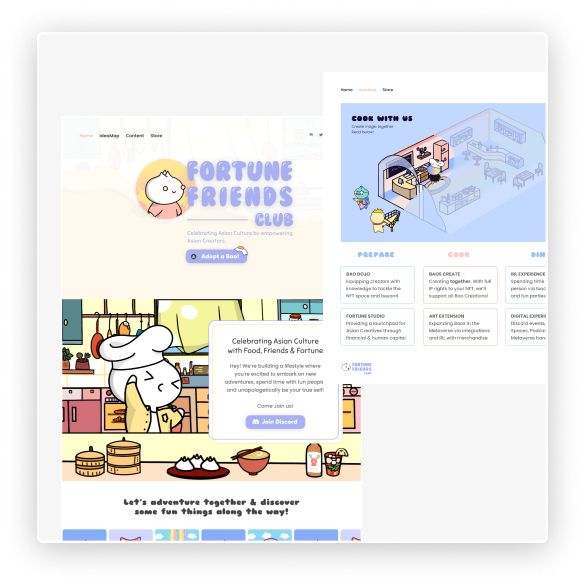 Home IdeaMap Content Store
FORTUNE
FRIENDS
CLUB
Celebrating Asian Culture by empowering
Asian Creators.
Adopt a Bao!
Celebrating Asian Culture
with Food, Friends & Fortune
Hey! We're building a lifestyle where
you're excited to embark on new
adventures, spend time with fun people
and unapologetically be your true self!
Come Join us!
Join Discord
Let's adventure together & discover
some fun things along the way!
Home IdeaMap Store
COOK WITH US
Create magic together
Read below!
PREPARE
COOK
DIN
BAO DOJO
Equipping creators with
knowledge to tackle the
NFT space and beyond
BAOS CREATE
Creating together. With full
IP rights to your NFT, we'll
support all Bao Creations!
IRL EXPERIENCE
Spending time
person via food
and fun parties
FORTUNE STUDIO
Providing a launchpad for
Asian Creatives through
financial & human capital
ART EXTENSION
Expanding Baos in the
Metaverse via integrations
and IRL with merchandize
DIGITAL EXPERI
Discord events,
Spaces, Podcas
Metaverse hang
FORTUNE
FRIENDS
CLUB